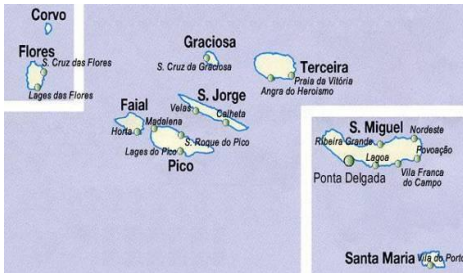 Corvo
Flores
S. Cruz das Flores
Lages das Flores
Graciosa
S. Cruz da Graciosa
Terceira
Praia da Vitória
Angra do Heroismo
S. Jorge
Velas
Calheta
Faial
Horta
Madalena
S. Roque do Pico
Lages do Pico
Pico
S. Miguel
Nordeste
Ribeira Grande
Povoação
Lagoa
Vila Franca
do Campo
Ponta Delgada
Santa Maria
Vila do Porto